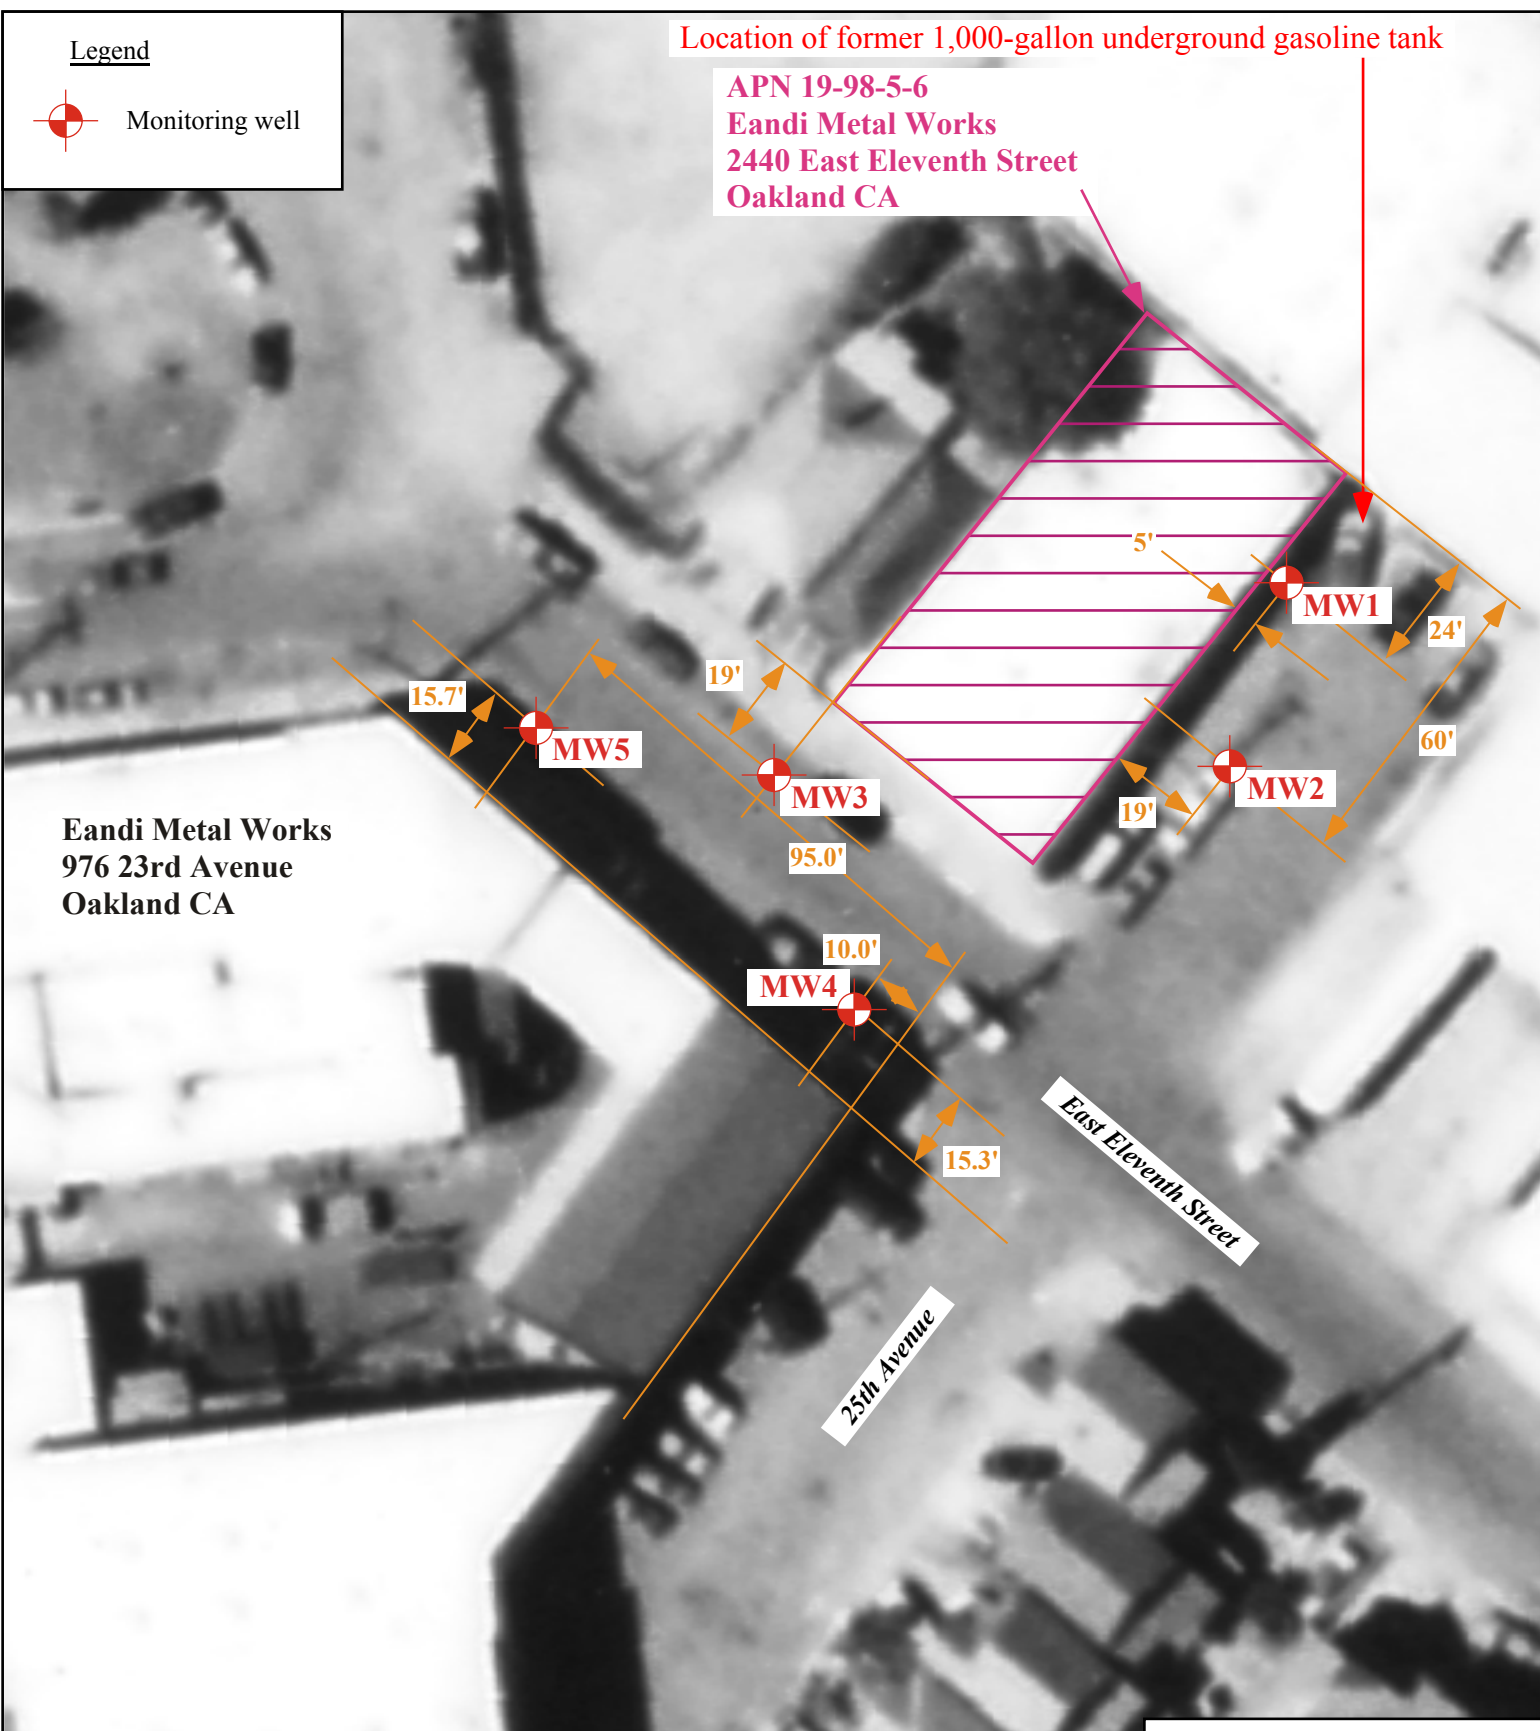 Legend
Monitoring well
Location of former 1,000-gallon underground gasoline tank
APN 19-98-5-6
Eandi Metal Works
2440 East Eleventh Street
Oakland CA
5'
MW1
24'
19'
15.7'
MW5
60'
MW3
MW2
19'
95.0'
Eandi Metal Works
976 23rd Avenue
Oakland CA
10.0'
MW4
15.3'
East Eleventh Street
25th Avenue